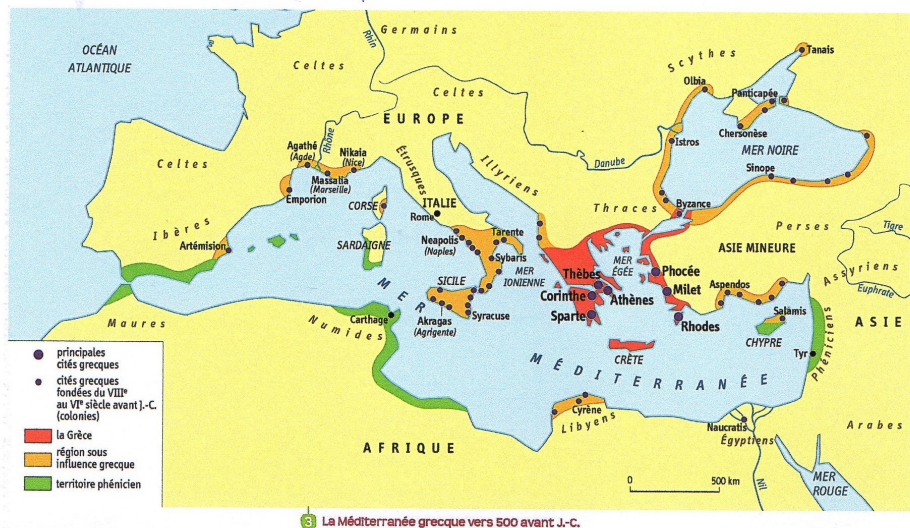 OCÉAN
ATLANTIQUE
Germains
Rhin
Celtes
Celtes
EUROPE
Scythes
Tanais
Olbia
Panticapée
Chersonèse
Istros
MER NOIRE
Danube
Sinope
Byzance
Thraces
Illyriens
Étrusques
Rhône
Agathé
(Agde)
Nikaia
(Nice)
Massalia
(Marseille)
Emporion
Celtes
Ibères
Artémision
CORSE
SARDAIGNE
ITALIE
Rome
Neapolis
(Naples)
Tarente
Sybaris
MER
IONIENNE
SICILE
Akragas
(Agrigente)
Syracuse
MER
ÉGÉE
Thèbes
Corinthe
Athènes
Sparte
Phocée
Milet
Rhodes
ASIE MINEURE
Perses
Tigre
Assyriens
Euphrate
Aspendos
Salamis
CHYPRE
ASIE
Phéniciens
Tyr
CRÈTE
MER MÉDITERRANÉE
Maures
Numides
Carthage
Cyrène
Libyens
Naucratis
Égyptiens
Nil
Arabes
MER
ROUGE
AFRIQUE
principales
cités grecques
cités grecques
fondées du VIIIe
au VIe siècle avant J.-C.
(colonies)
la Grèce
région sous
influence grecque
territoire phénicien
0 500 km
3 La Méditerranée grecque vers 500 avant J.-C.